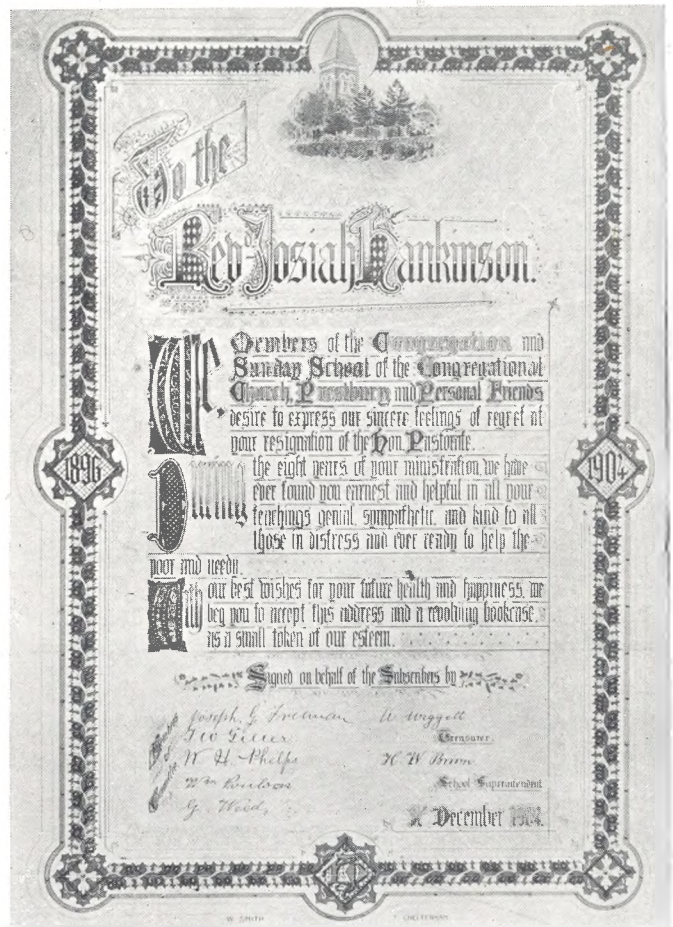 To the
Revd. Josiah Hankinson.
We, Members of the Congregation and
Sunday School of the Congregational
Church, Prestbury and Personal Friends
desire to express our sincere feelings of regret at
your resignation of the Hon. Pastorate.
During the eight years of your ministration, we have
ever found you earnest and helpful in all your
teachings genial, sympathetic, and kind to all
those in distress and ever ready to help the
poor and needy.
With our best wishes for your future health and happiness, we
beg you to accept this address and a revolving bookcase,
as a small token of our esteem.
1896
1904
Signed on behalf of the Subscribers by
Joseph G. Freeman
W. H. Phelps
G.
W Wiggett
Treasurer.
H W Brown
School Superintendent
December 1904.
W. SMITH
CHELTENHAM